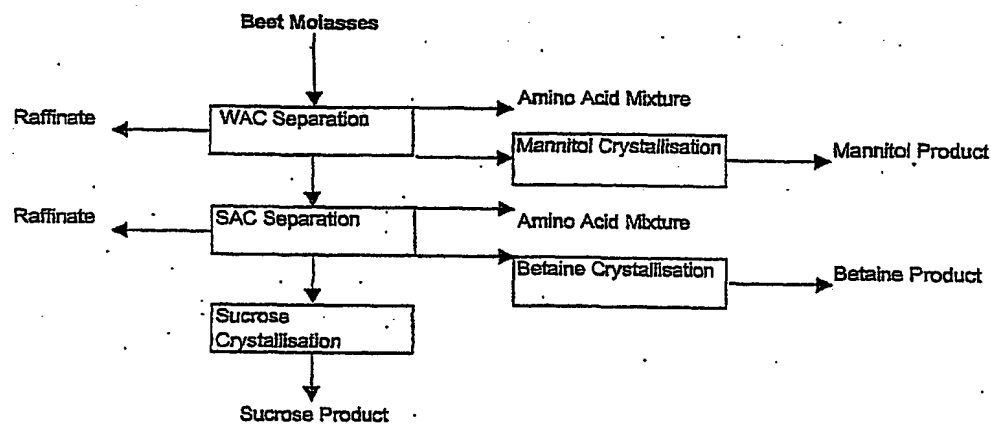 Beet Molasses
Amino Acid Mixture
Raffinate
WAC Separation
Mannitol Crystallisation
Mannitol Product
Raffinate
SAC Separation
Amino Acid Mixture
Betaine Crystallisation
Betaine Product
Sucrose
Crystallisation
Sucrose Product